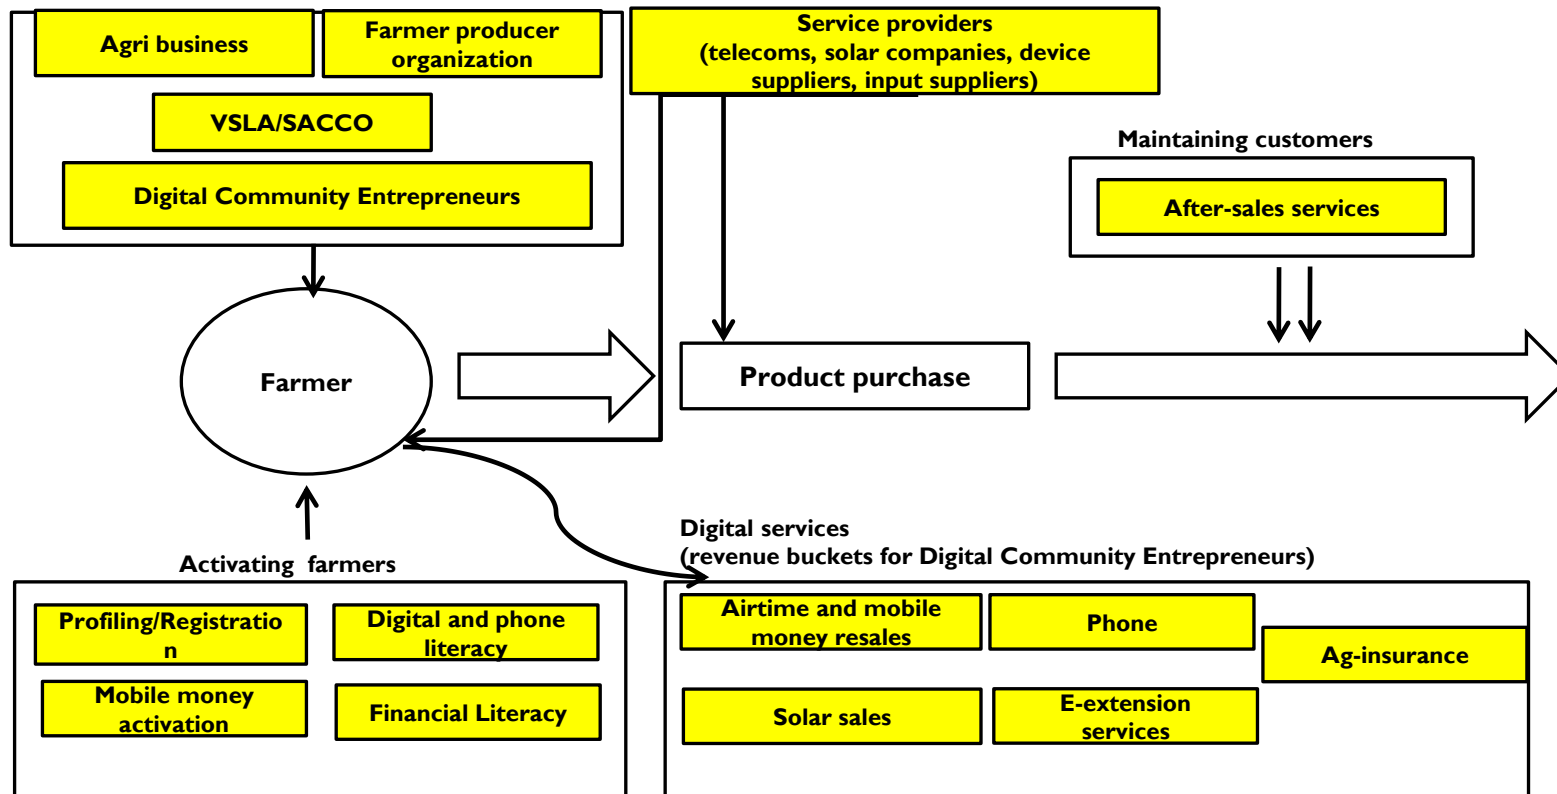 Agri business
Farmer producer
organization
Service providers
(telecoms, solar companies, device
suppliers, input suppliers)
VSLA/SACCO
Digital Community Entrepreneurs
Maintaining customers
After-sales services
Farmer
Product purchase
Activating farmers
Profiling/Registratio
n
Digital and phone
literacy
Mobile money
activation
Financial Literacy
Digital services
(revenue buckets for Digital Community Entrepreneurs)
Airtime and mobile
money resales
Phone
Ag-insurance
Solar sales
E-extension
services